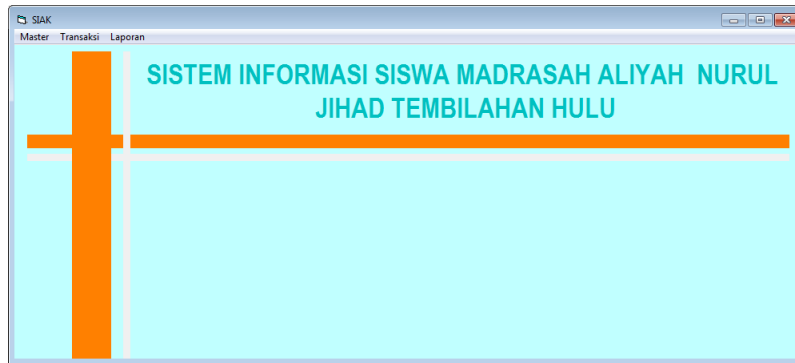 SIAK
Master Transaksi Laporan
SISTEM INFORMASI SISWA MADRASAH ALIYAH NURUL
JIHAD TEMBILAHAN HULU